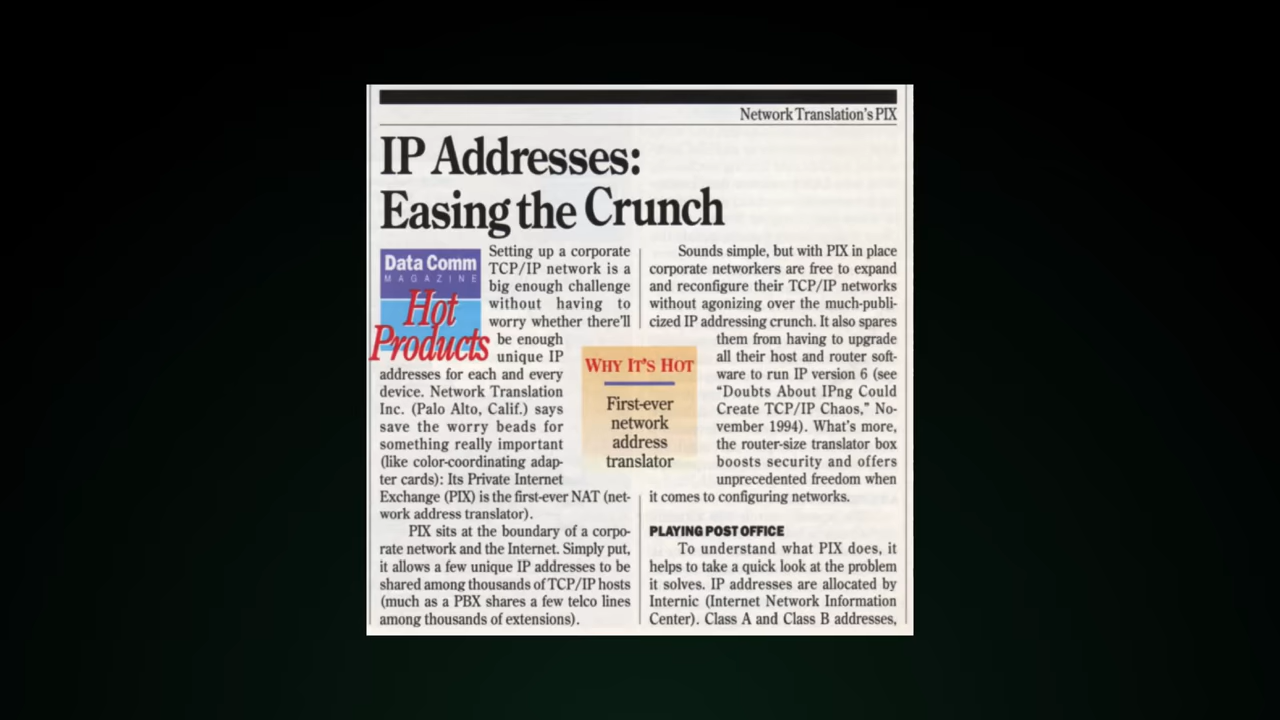 Network Translation's PIX
IP Addresses:
Easing the Crunch
Data Comm
MAGAZINE
Hot
Products
Setting up a corporate
TCP/IP network is a
big enough challenge
without having to
worry whether there'll
be enough
unique IP
addresses for each and every
device. Network Translation
Inc. (Palo Alto, Calif.) says
save the worry beads for
something really important
(like color-coordinating adap-
ter cards): Its Private Internet
Exchange (PIX) is the first-ever NAT (net-
work address translator).
PIX sits at the boundary of a corpo-
rate network and the Internet. Simply put,
it allows a few unique IP addresses to be
shared among thousands of TCP/IP hosts
(much as a PBX shares a few telco lines
among thousands of extensions).
WHY IT'S HOT
First-ever
network
address
translator
Sounds simple, but with PIX in place
corporate networkers are free to expand
and reconfigure their TCP/IP networks
without agonizing over the much-publi-
cized IP addressing crunch. It also spares
them from having to upgrade
all their host and router soft-
ware to run IP version 6 (see
“Doubts About IPng Could
Create TCP/IP Chaos,” No-
vember 1994). What's more,
the router-size translator box
boosts security and offers
unprecedented freedom when
it comes to configuring networks.
PLAYING POST OFFICE
To understand what PIX does, it
helps to take a quick look at the problem
it solves. IP addresses are allocated by
Internic (Internet Network Information
Center). Class A and Class B addresses,